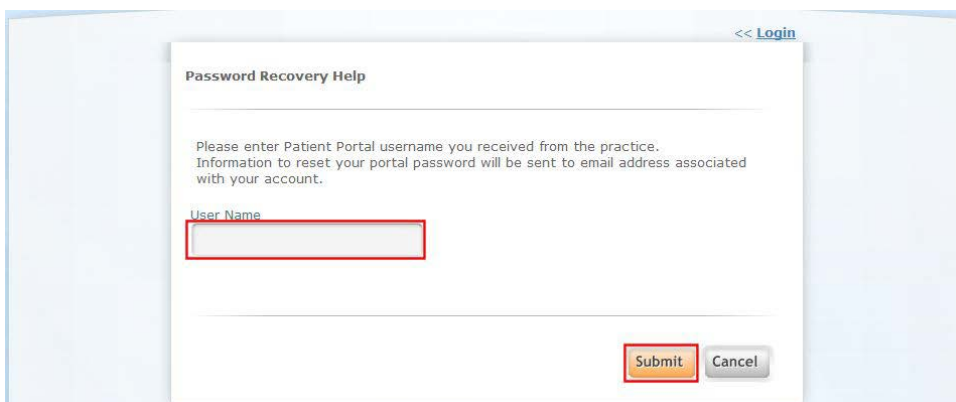 << Login
Password Recovery Help
Please enter Patient Portal username you received from the practice.
Information to reset your portal password will be sent to email address associated
with your account.
User Name
Submit Cancel